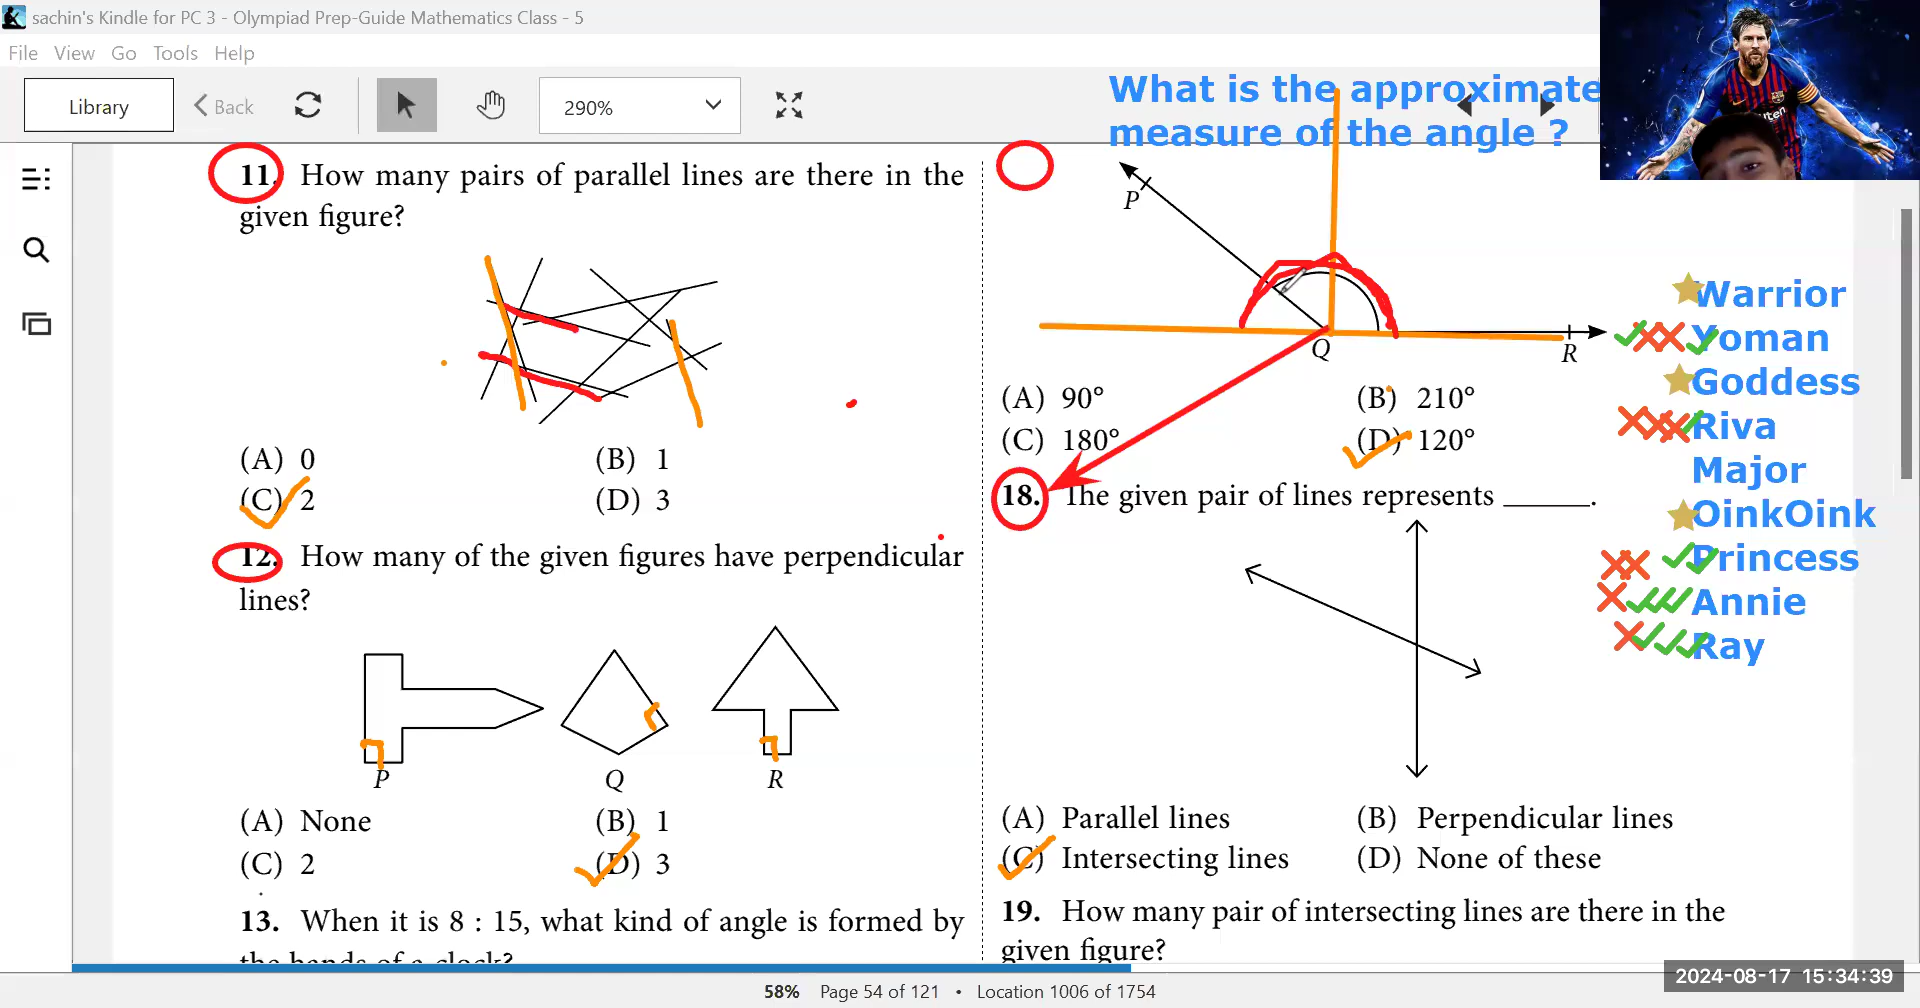 sachin's Kindle for PC 3 - Olympiad Prep-Guide Mathematics Class - 5
File View Go Tools Help
Library
Back
290%
What is the approximate
measure of the angle ?
11. How many pairs of parallel lines are there in the
given figure?
(A) 0 (B) 1
(C) 2 (D) 3
12. How many of the given figures have perpendicular
lines?
P Q R
(A) None (B) 1
(C) 2 (D) 3
13. When it is 8 : 15, what kind of angle is formed by
the hands of a clock?
P
Q
R
(A) 90° (B) 210°
(C) 180° (D) 120°
18. The given pair of lines represents ______.
(A) Parallel lines (B) Perpendicular lines
(C) Intersecting lines (D) None of these
19. How many pair of intersecting lines are there in the
given figure?
Warrior
Yoman
Goddess
Riva
Major
OinkOink
Princess
Annie
Ray
2024-08-17 15:34:39
58% Page 54 of 121 • Location 1006 of 1754